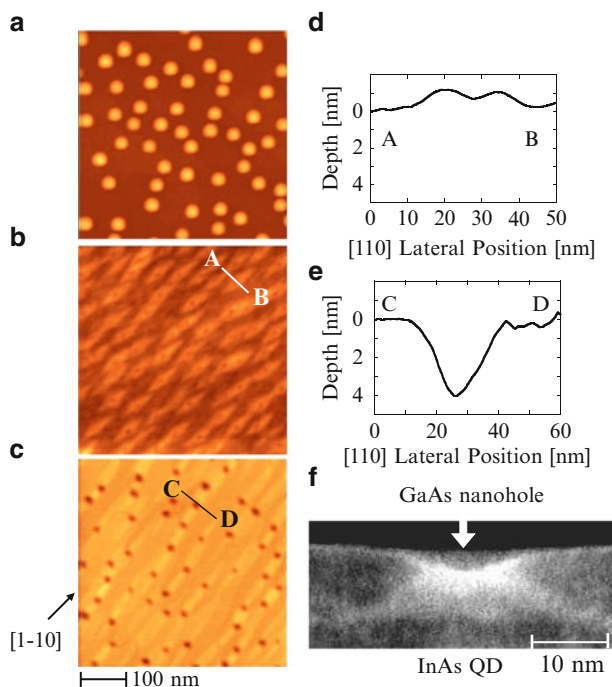 a
b
A
B
c
C
D
[1-10]
100 nm
d
Depth [nm]
0
2
4
A
B
0 10 20 30 40 50
[110] Lateral Position [nm]
e
Depth [nm]
0
2
4
C
D
0 20 40 60
[110] Lateral Position [nm]
f
GaAs nanohole
InAs QD
10 nm